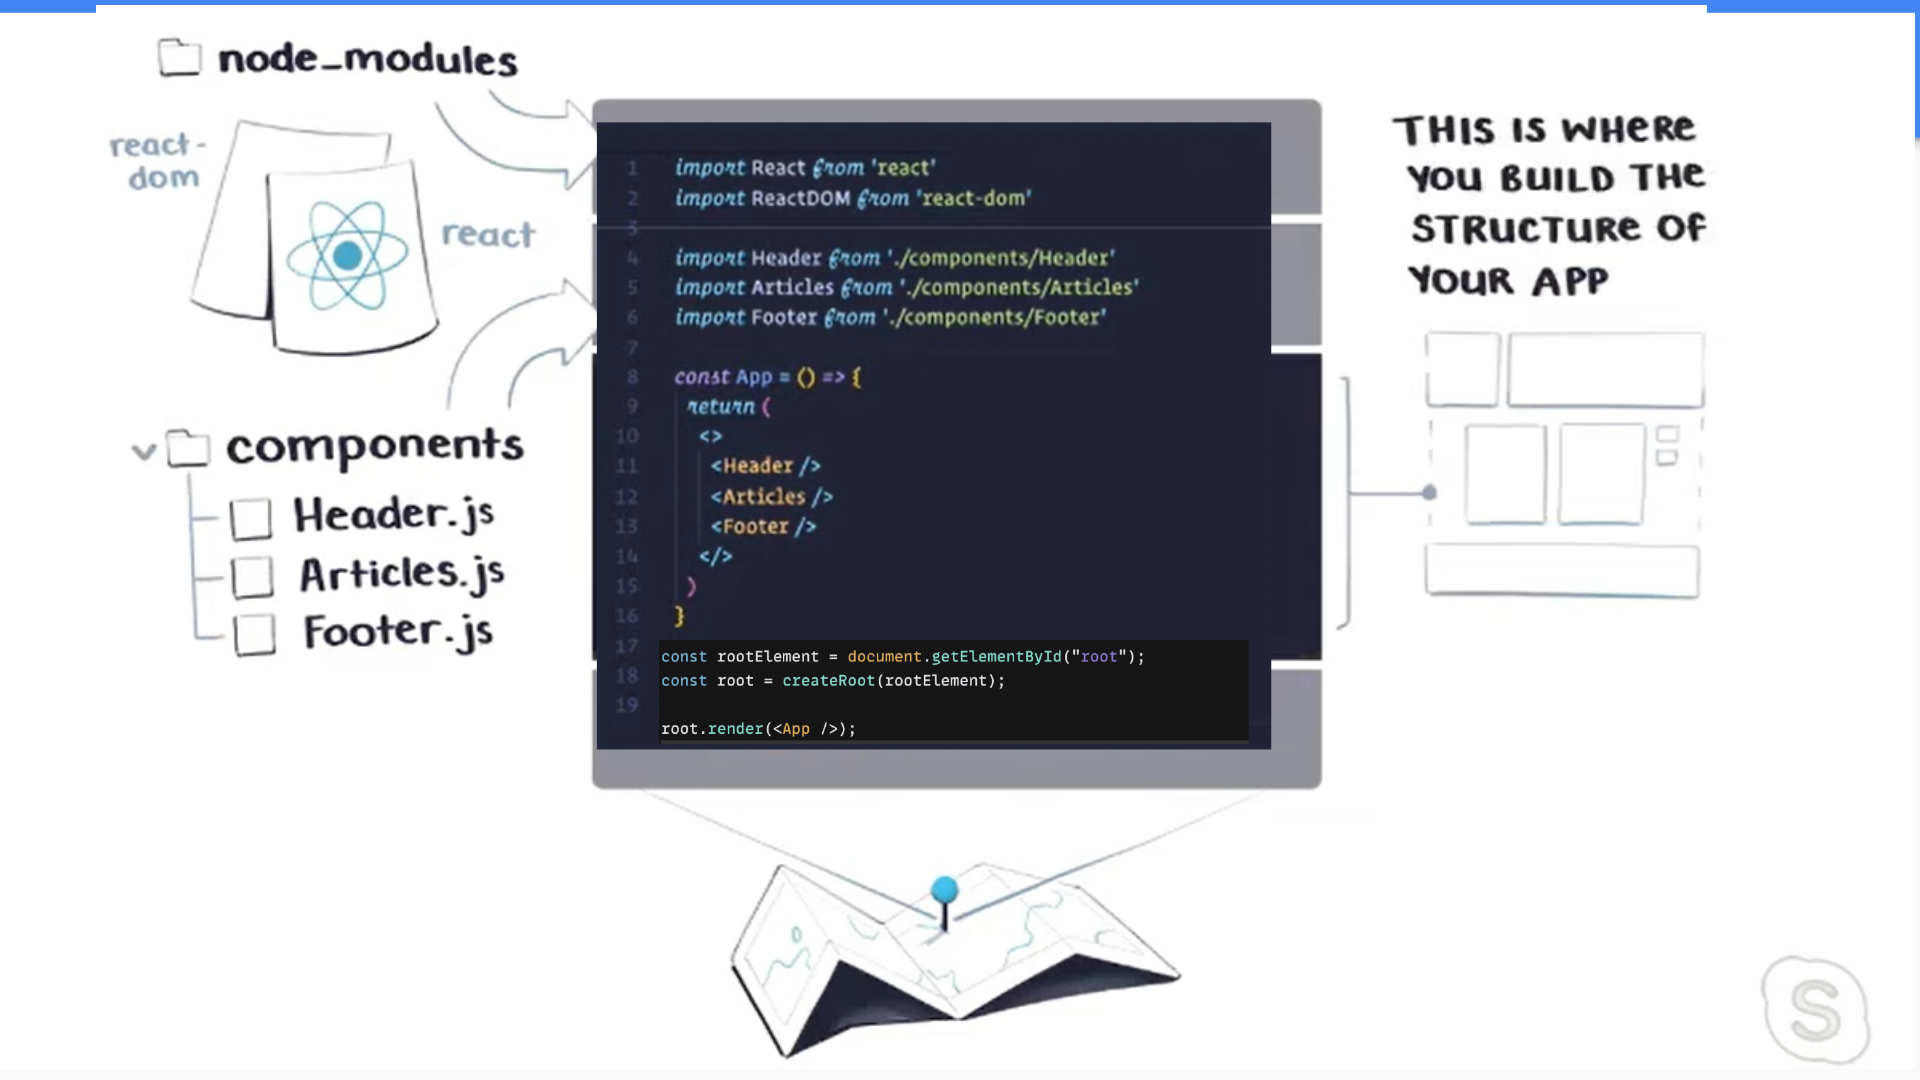 node_modules
react-
dom
react
components
Header.js
Articles.js
Footer.js
1 import React from 'react'
2 import ReactDOM from 'react-dom'
3
4 import Header from './components/Header'
5 import Articles from './components/Articles'
6 import Footer from './components/Footer'
7
8 const App = () => {
9 return (
10 <>
11 <Header />
12 <Articles />
13 <Footer />
14 </>
15 )
16 }
17
const rootElement = document.getElementById("root");
18
const root = createRoot(rootElement);
19
root.render(<App />);
THIS IS WHERE
YOU BUILD THE
STRUCTURE OF
YOUR APP
S